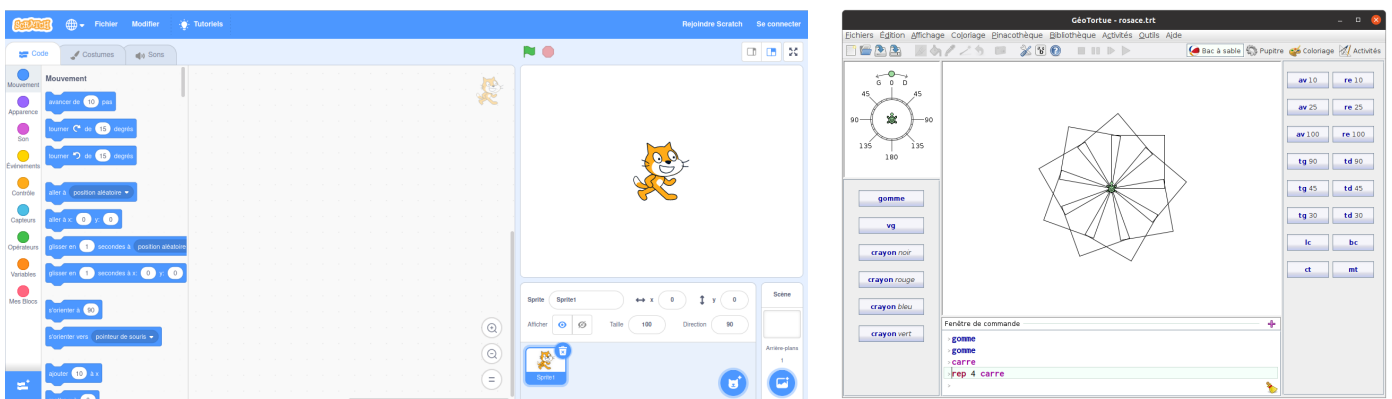 SCRATCH Fichier Modifier Tutoriels Rejoindre Scratch Se connecter
Code Costumes Sons
Mouvement
Apparence
Son
Événements
Contrôle
Capteurs
Opérateurs
Variables
Mes Blocs
Mouvement
avancer de 10 pas
tourner de 15 degrés
tourner de 15 degrés
aller à position aléatoire
aller à x: 0 y: 0
glisser en 1 secondes à position aléatoire
glisser en 1 secondes à x: 0 y: 0
s'orienter à 90
s'orienter vers pointeur de souris
ajouter 10 à x
Sprite Sprite1 x 0 y 0
Afficher Taille 100 Direction 90
Sprite1
Scène
Arrière-plans
1
GéoTortue - rosace.trt
Fichiers Édition Affichage Coloriage Pinacothèque Bibliothèque Activités Outils Aide
Bac à sable Pupitre Coloriage Activités
G 0 D
45 45
90 90
135 135
180
gomme
vg
crayon noir
crayon rouge
crayon bleu
crayon vert
Fenêtre de commande
gomme
gomme
carre
rep 4 carre
av 10 re 10
av 25 re 25
av 100 re 100
tg 90 td 90
tg 45 td 45
tg 30 td 30
lc bc
ct mt